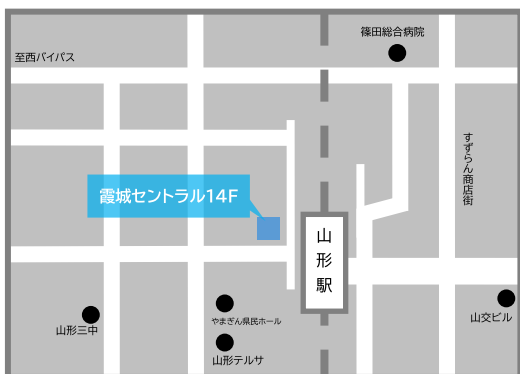 篠田総合病院
至西バイパス
すずらん商店街
霞城セントラル14F
山形駅
やまぎん県民ホール
山交ビル
山形三中
山形テルサ